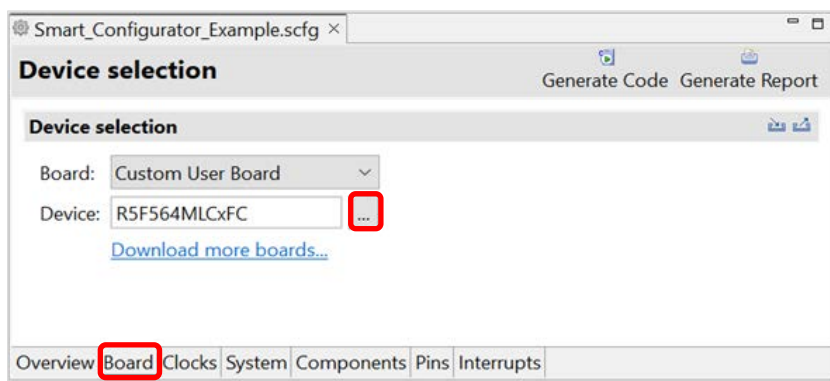 Smart_Configurator_Example.scfg
Device selection
Generate Code Generate Report
Device selection
Board: Custom User Board
Device: R5F564MLCxFC ...
Download more boards...
Overview Board Clocks System Components Pins Interrupts